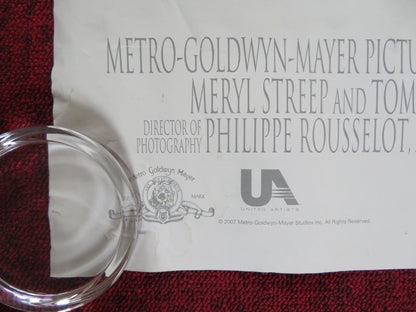 METRO-GOLDWYN-MAYER PICTU
MERYL STREEP AND TOM
DIRECTOR OF
PHOTOGRAPHY PHILIPPE ROUSSELOT,
Metro Goldwyn Mayer
MARK
UA
UNITED ARTISTS
© 2007 Metro-Goldwyn-Mayer Studios Inc. All Rights Reserved.